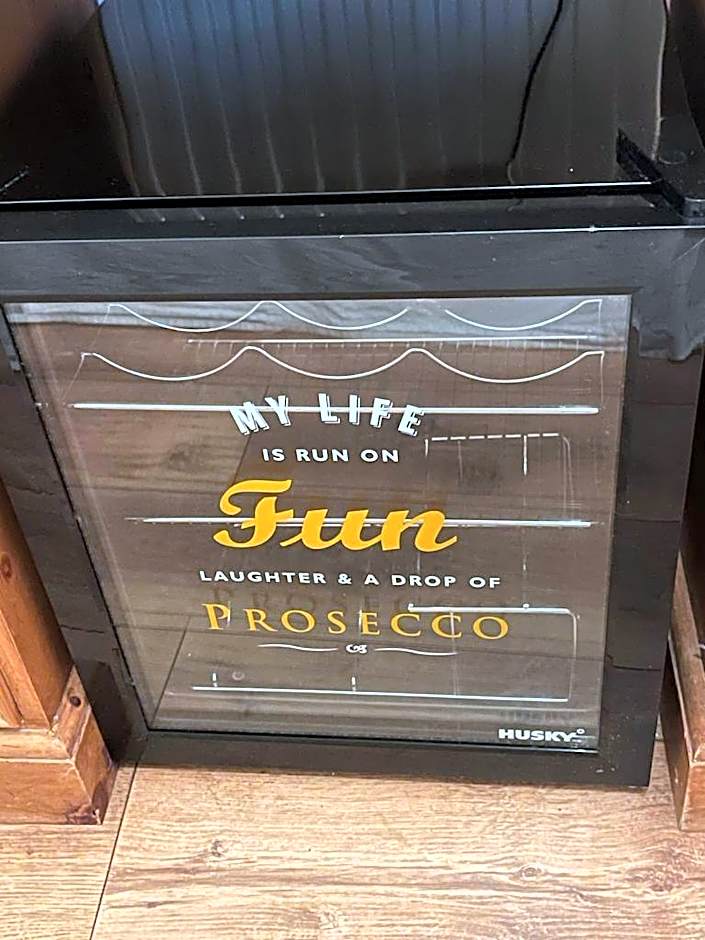 MY LIFE
IS RUN ON
Fun
LAUGHTER & A DROP OF
PROSECCO
HUSKY